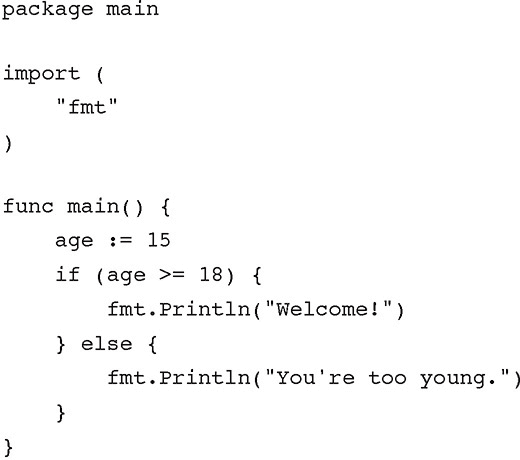 package main

import (
    "fmt"
)

func main() {
    age := 15
    if (age >= 18) {
        fmt.Println("Welcome!")
    } else {
        fmt.Println("You're too young.")
    }
}